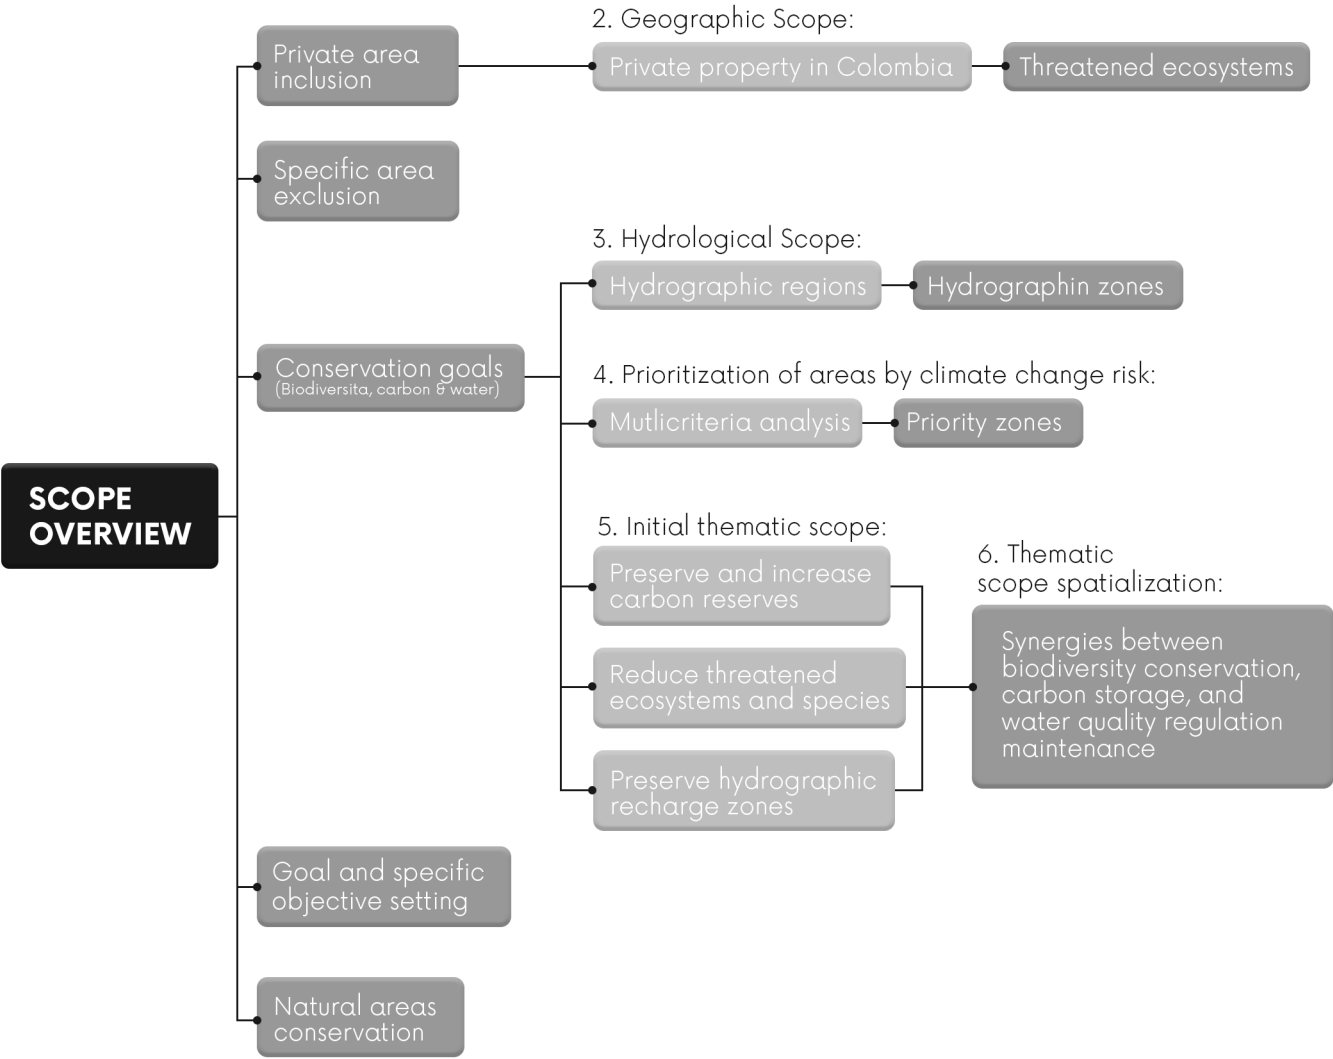 SCOPE
OVERVIEW
Private area
inclusion
2. Geographic Scope:
Private property in Colombia
Threatened ecosystems
Specific area
exclusion
Conservation goals
(Biodiversita, carbon & water)
3. Hydrological Scope:
Hydrographic regions
Hydrographin zones
4. Prioritization of areas by climate change risk:
Mutlicriteria analysis
Priority zones
5. Initial thematic scope:
Preserve and increase
carbon reserves
Reduce threatened
ecosystems and species
Preserve hydrographic
recharge zones
6. Thematic
scope spatialization:
Synergies between
biodiversity conservation,
carbon storage, and
water quality regulation
maintenance
Goal and specific
objective setting
Natural areas
conservation